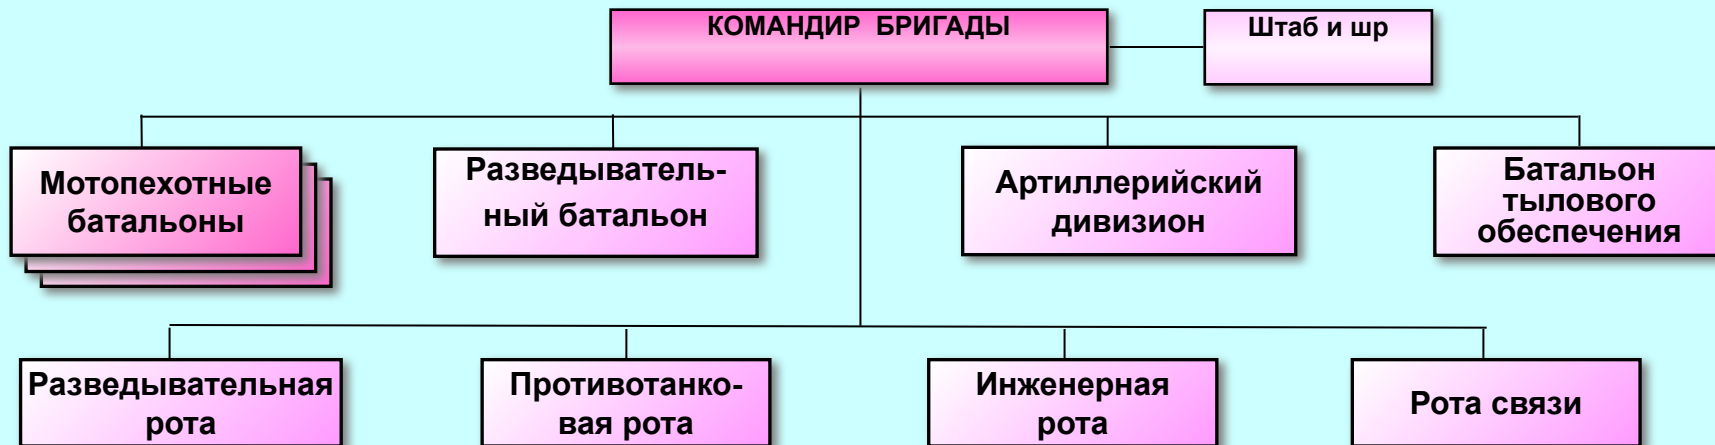 КОМАНДИР БРИГАДЫ
Штаб и шр
Мотопехотные
батальоны
Разведыватель-
ный батальон
Артиллерийский
дивизион
Батальон
тылового
обеспечения
Разведывательная
рота
Противотанко-
вая рота
Инженерная
рота
Рота связи